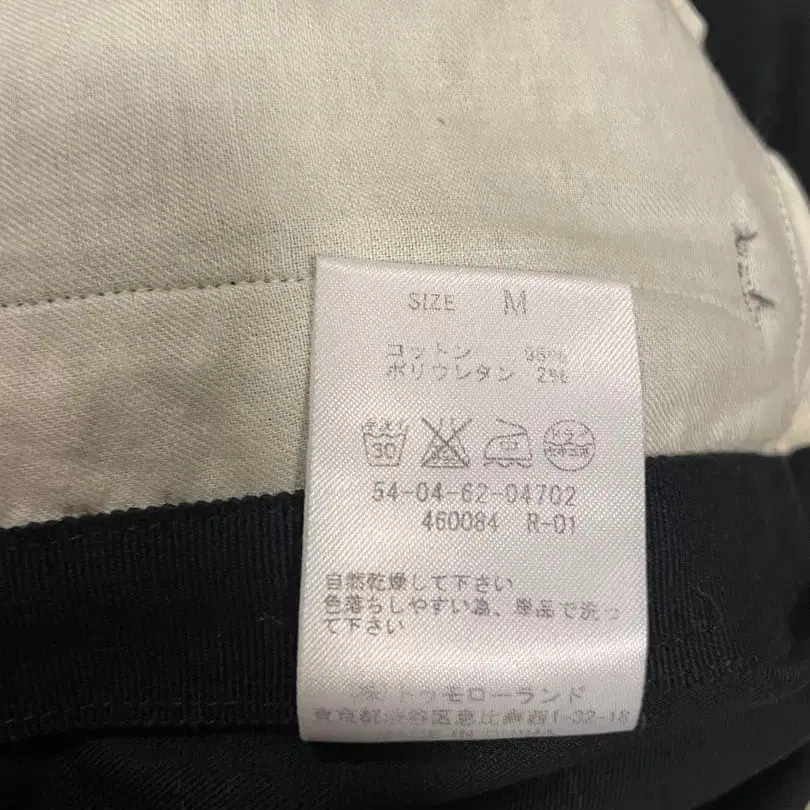 SIZE M
コットン 98%
ポリウレタン 2%
30
54-04-62-04702
460084 R-01
自然乾燥して下さい
色落ちしやすい為、単品で洗っ
て下さい
㈱トゥモローランド
東京都渋谷区恵比寿西1-32-18